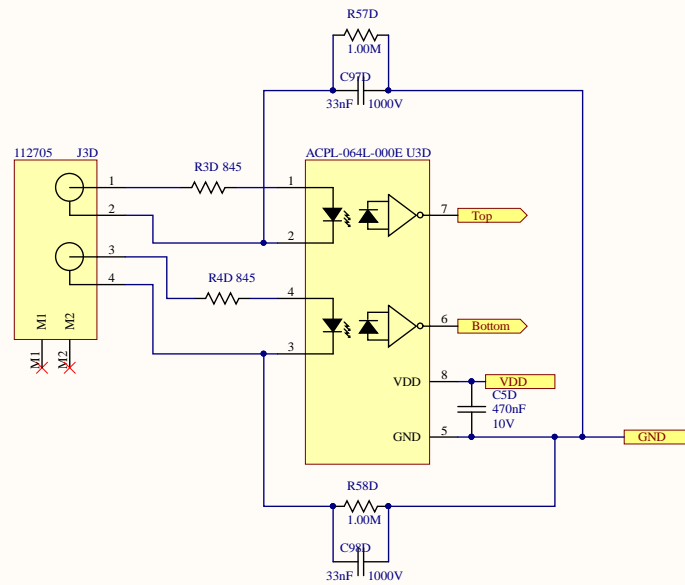 R57D
1.00M
C97D
33nF 1000V
112705 J3D
ACPL-064L-000E U3D
1
R3D 845
1
2
7
Top
2
3
R4D 845
4
4
6
Bottom
3
M1
M2
M1
M2
VDD
8
VDD
C5D
470nF
10V
GND
5
GND
R58D
1.00M
C98D
33nF 1000V